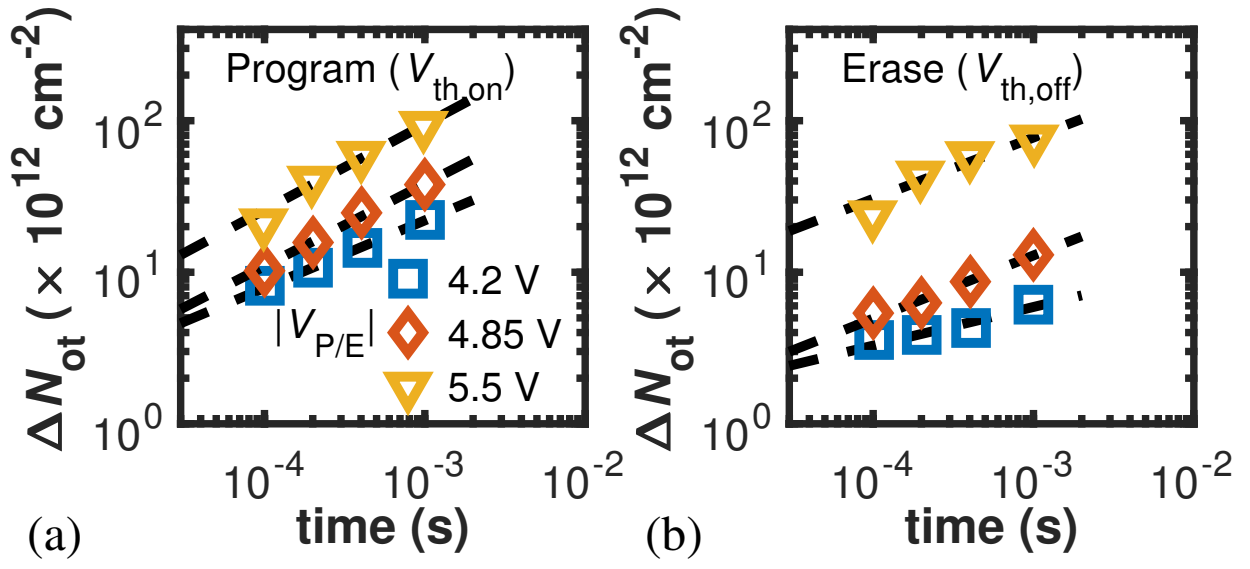 Program (V_th,on)
ΔN_ot (× 10^12 cm^-2)
10^2
10^1
10^0
|V_P/E|
4.2 V
4.85 V
5.5 V
10^-4 10^-3 10^-2
time (s)
(a)
Erase (V_th,off)
ΔN_ot (× 10^12 cm^-2)
10^2
10^1
10^0
10^-4 10^-3 10^-2
time (s)
(b)